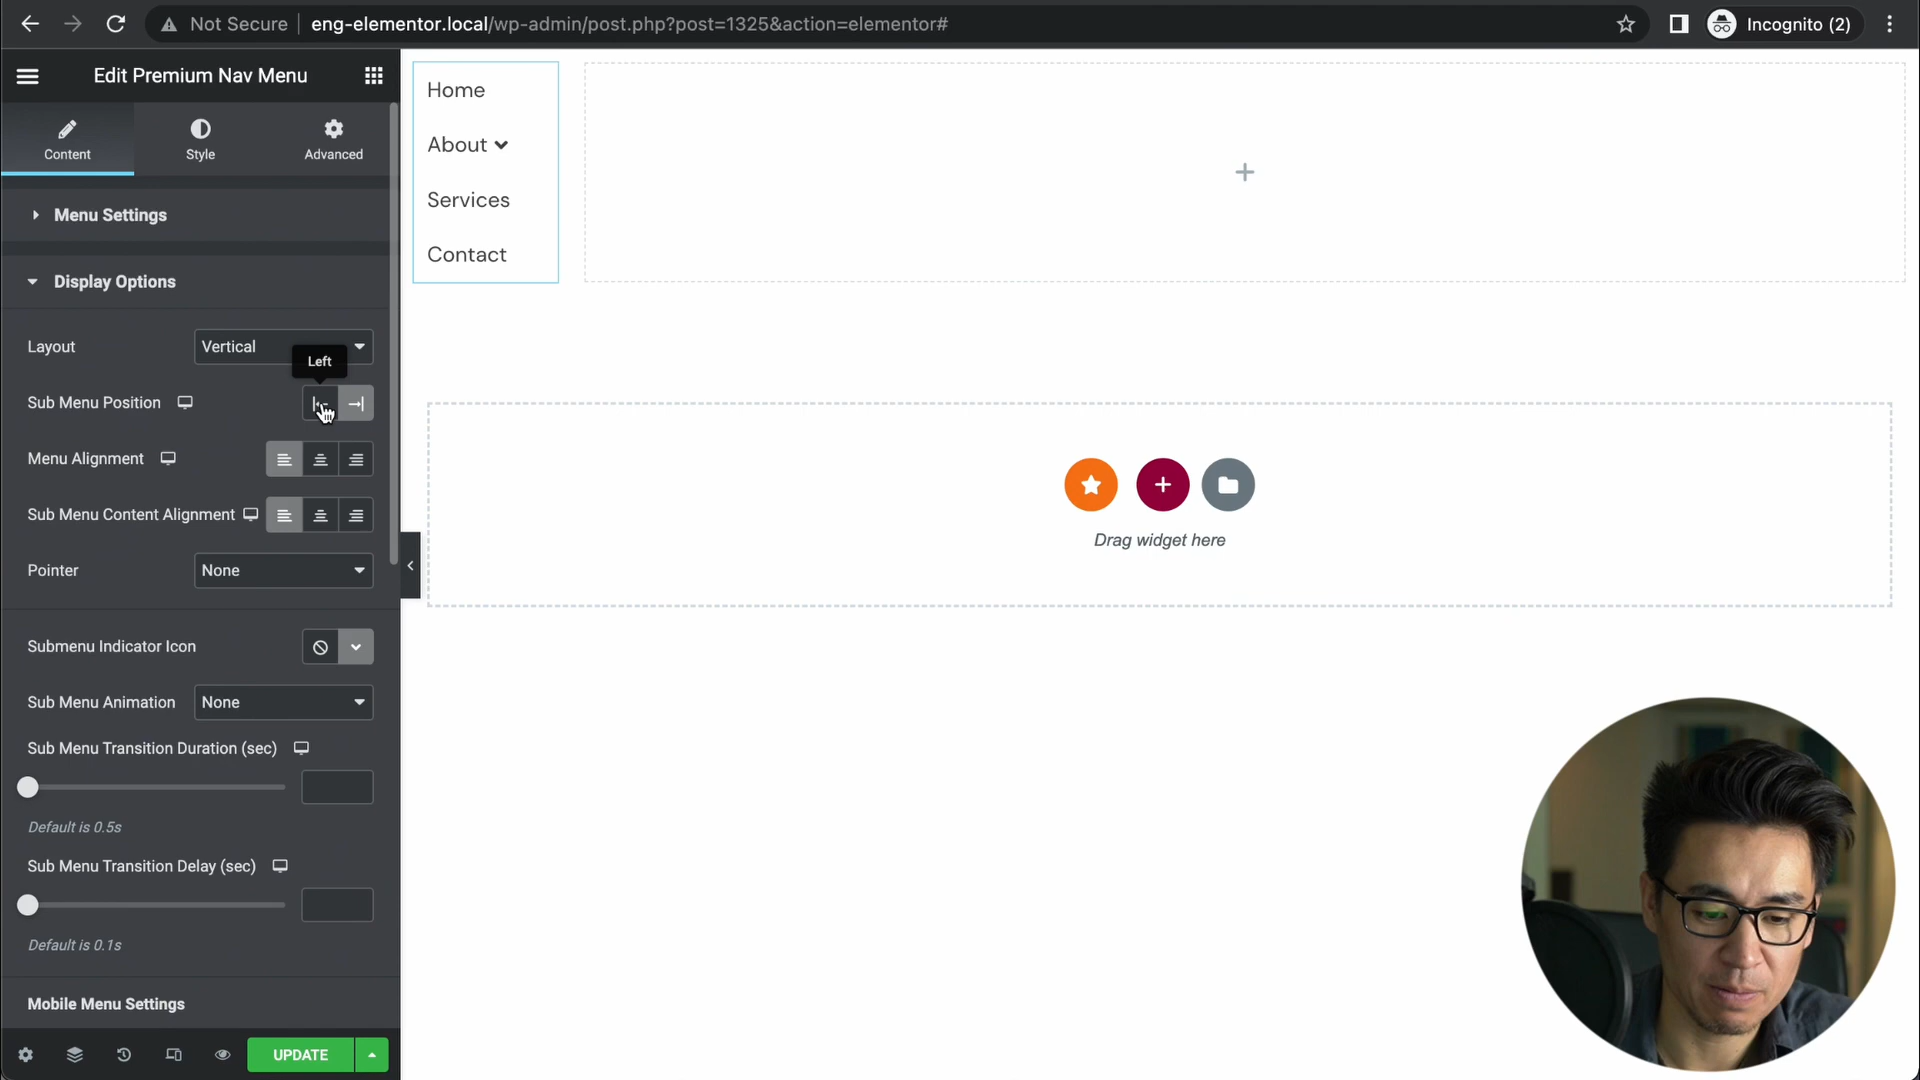 Not Secure
eng-elementor.local/wp-admin/post.php?post=1325&action=elementor#
Incognito (2)
Edit Premium Nav Menu
Content
Style
Advanced
Menu Settings
Display Options
Layout
Vertical
Left
Sub Menu Position
Menu Alignment
Sub Menu Content Alignment
Pointer
None
Submenu Indicator Icon
Sub Menu Animation
None
Sub Menu Transition Duration (sec)
Default is 0.5s
Sub Menu Transition Delay (sec)
Default is 0.1s
Mobile Menu Settings
UPDATE
Home
About
Services
Contact
Drag widget here